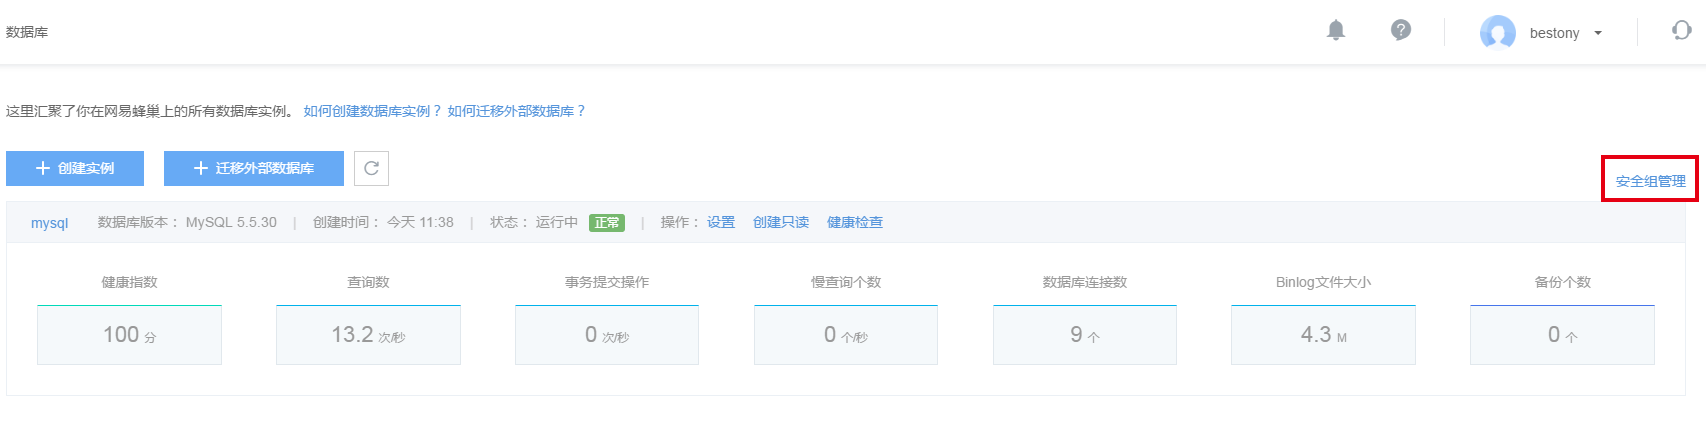 数据库
bestony
这里汇聚了你在网易蜂巢上的所有数据库实例。 如何创建数据库实例？ 如何迁移外部数据库？
创建实例 迁移外部数据库
安全组管理
mysql 数据库版本： MySQL 5.5.30 | 创建时间： 今天 11:38 | 状态： 运行中 正常 | 操作： 设置 创建只读 健康检查
健康指数 查询数 事务提交操作 慢查询个数 数据库连接数 Binlog文件大小 备份个数
100 分 13.2 次/秒 0 次/秒 0 个/秒 9 个 4.3 M 0 个